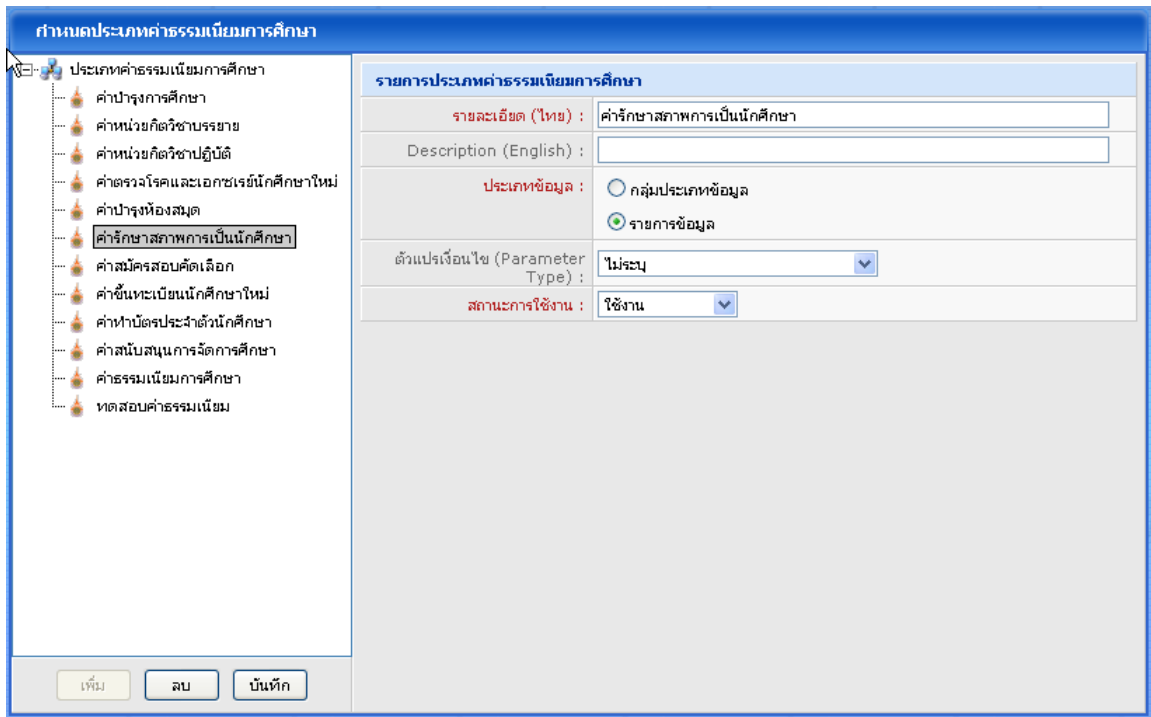 กำหนดประเภทค่าธรรมเนียมการศึกษา
ประเภทค่าธรรมเนียมการศึกษา
ค่าบำรุงการศึกษา
ค่าหน่วยกิตวิชาบรรยาย
ค่าหน่วยกิตวิชาปฏิบัติ
ค่าตรวจโรคและเอกซเรย์นักศึกษาใหม่
ค่าบำรุงห้องสมุด
ค่ารักษาสภาพการเป็นนักศึกษา
ค่าสมัครสอบคัดเลือก
ค่าขึ้นทะเบียนนักศึกษาใหม่
ค่าทำบัตรประจำตัวนักศึกษา
ค่าสนับสนุนการจัดการศึกษา
ค่าธรรมเนียมการศึกษา
ทดสอบค่าธรรมเนียม
เพิ่ม ลบ บันทึก
รายการประเภทค่าธรรมเนียมการศึกษา
รายละเอียด (ไทย) : ค่ารักษาสภาพการเป็นนักศึกษา
Description (English) :
ประเภทข้อมูล : กลุ่มประเภทข้อมูล
รายการข้อมูล
ตัวแปรเงื่อนไข (Parameter
Type) : ไม่ระบุ
สถานะการใช้งาน : ใช้งาน